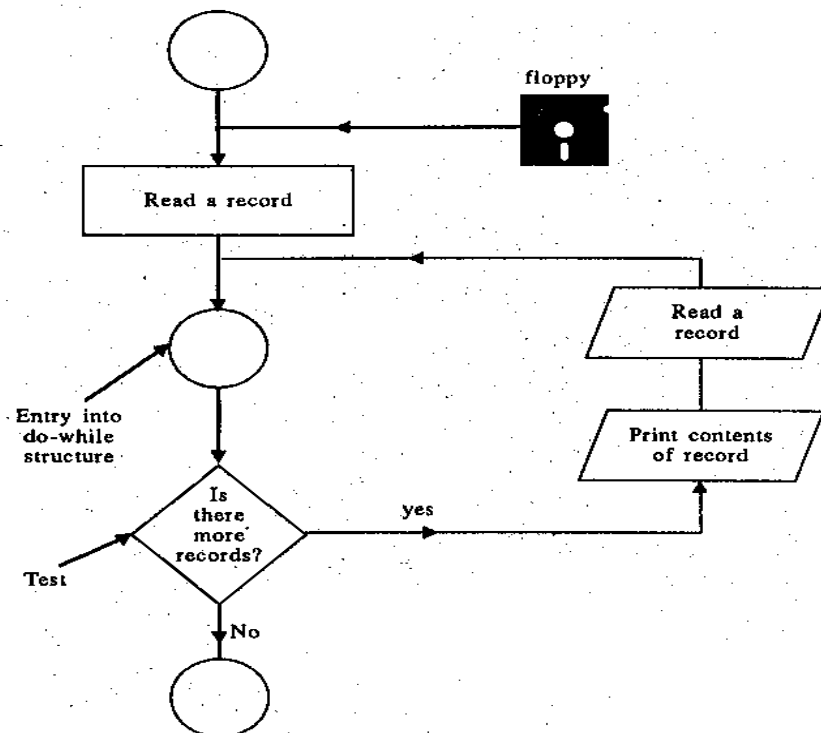 floppy
Read a record
Read a
record
Entry into
do-while
structure
Print contents
of record
Is
there
more
records?
yes
Test
No